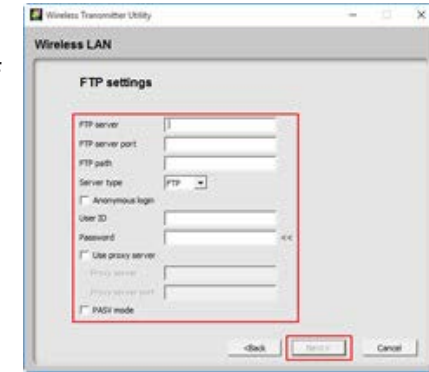 Wireless Transmitter Utility
Wireless LAN
FTP settings
FTP server
FTP server port
FTP path
Server type FTP
Anonymous login
User ID
Password <<
Use proxy server
Proxy server
Proxy server port
PASV mode
<Back Next> Cancel